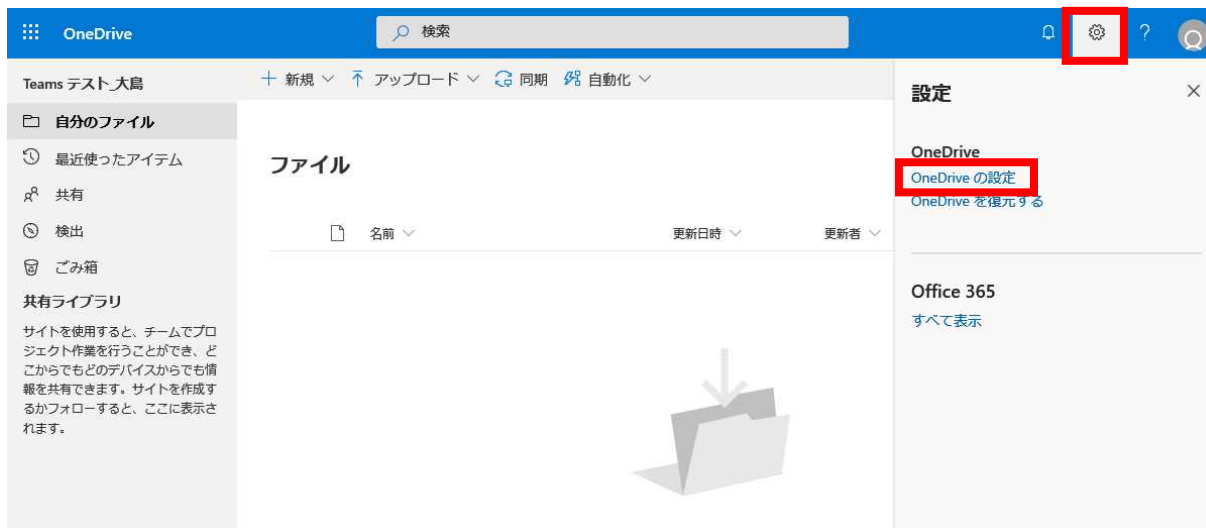 OneDrive
検索
?
Teams テスト_大島
自分のファイル
最近使ったアイテム
共有
検出
ごみ箱
共有ライブラリ
サイトを使用すると、チームでプロ
ジェクト作業を行うことができ、ど
こからでもどのデバイスからでも情
報を共有できます。サイトを作成す
るかフォローすると、ここに表示さ
れます。
+ 新規 アップロード 同期 自動化
ファイル
名前 更新日時 更新者
設定
OneDrive
OneDrive の設定
OneDrive を復元する
Office 365
すべて表示